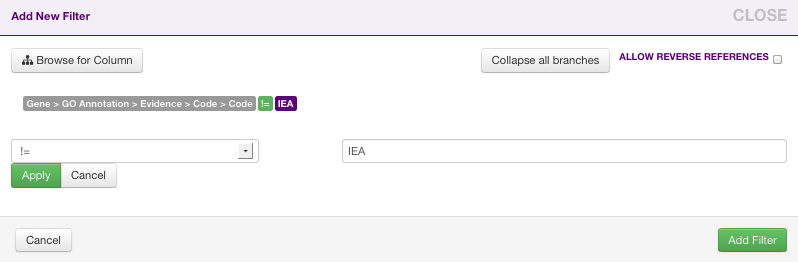 Add New Filter
CLOSE
Browse for Column
Collapse all branches
ALLOW REVERSE REFERENCES
Gene > GO Annotation > Evidence > Code > Code != IEA
!=
IEA
Apply
Cancel
Cancel
Add Filter